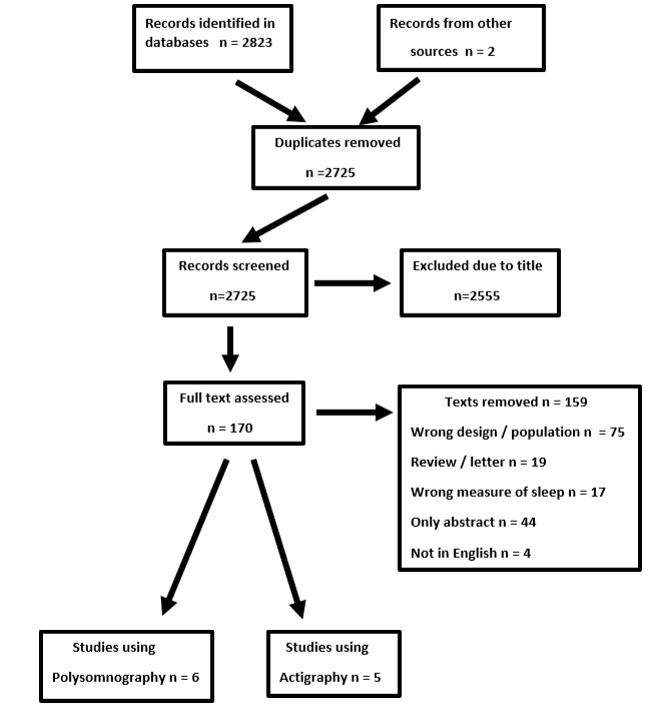 Records identified in
databases n = 2823
Records from other
sources n = 2
Duplicates removed
n =2725
Records screened
n=2725
Excluded due to title
n=2555
Full text assessed
n = 170
Texts removed n = 159
Wrong design / population n = 75
Review / letter n = 19
Wrong measure of sleep n = 17
Only abstract n = 44
Not in English n = 4
Studies using
Polysomnography n = 6
Studies using
Actigraphy n = 5